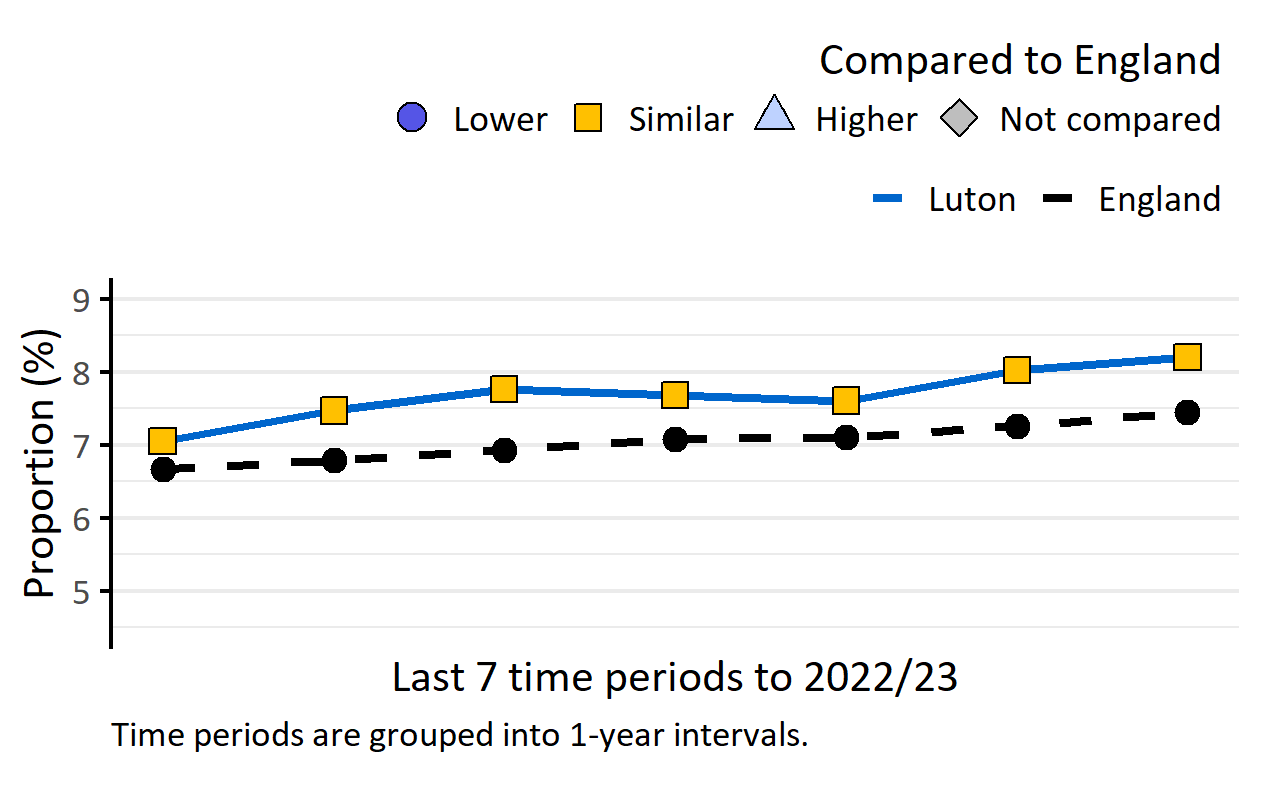 Compared to England
Lower Similar Higher Not compared
Luton England
Proportion (%)
9
8
7
6
5
Last 7 time periods to 2022/23
Time periods are grouped into 1-year intervals.